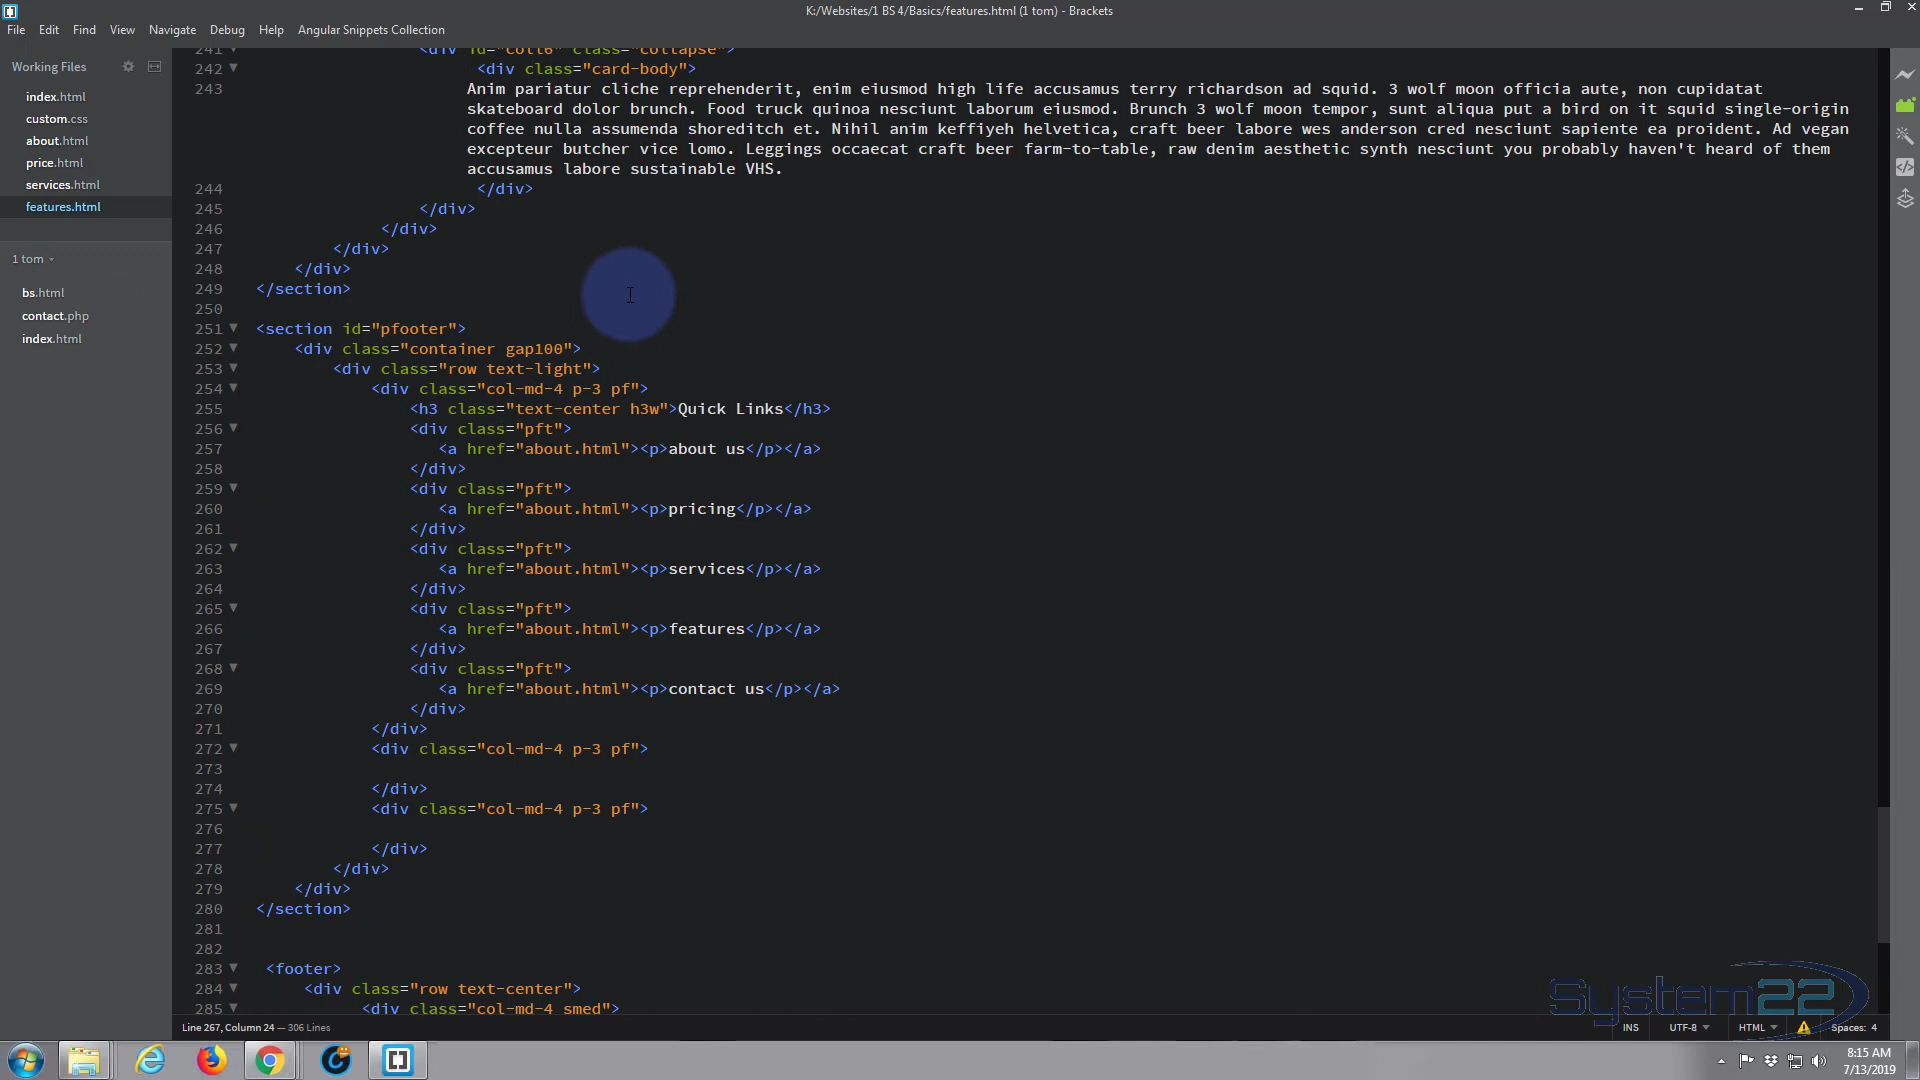 K:/Websites/1 BS 4/Basics/features.html (1 tom) - Brackets
File Edit Find View Navigate Debug Help Angular Snippets Collection
Working Files
index.html
custom.css
about.html
price.html
services.html
features.html
1 tom
bs.html
contact.php
index.html
241 <div id="coll6" class="collapse">
242 <div class="card-body">
243 Anim pariatur cliche reprehenderit, enim eiusmod high life accusamus terry richardson ad squid. 3 wolf moon officia aute, non cupidatat
skateboard dolor brunch. Food truck quinoa nesciunt laborum eiusmod. Brunch 3 wolf moon tempor, sunt aliqua put a bird on it squid single-origin
coffee nulla assumenda shoreditch et. Nihil anim keffiyeh helvetica, craft beer labore wes anderson cred nesciunt sapiente ea proident. Ad vegan
excepteur butcher vice lomo. Leggings occaecat craft beer farm-to-table, raw denim aesthetic synth nesciunt you probably haven't heard of them
accusamus labore sustainable VHS.
244 </div>
245 </div>
246 </div>
247 </div>
248 </div>
249 </section>
250
251 <section id="pfooter">
252 <div class="container gap100">
253 <div class="row text-light">
254 <div class="col-md-4 p-3 pf">
255 <h3 class="text-center h3w">Quick Links</h3>
256 <div class="pft">
257 <a href="about.html"><p>about us</p></a>
258 </div>
259 <div class="pft">
260 <a href="about.html"><p>pricing</p></a>
261 </div>
262 <div class="pft">
263 <a href="about.html"><p>services</p></a>
264 </div>
265 <div class="pft">
266 <a href="about.html"><p>features</p></a>
267 </div>
268 <div class="pft">
269 <a href="about.html"><p>contact us</p></a>
270 </div>
271 </div>
272 <div class="col-md-4 p-3 pf">
273
274 </div>
275 <div class="col-md-4 p-3 pf">
276
277 </div>
278 </div>
279 </div>
280 </section>
281
282
283 <footer>
284 <div class="row text-center">
285 <div class="col-md-4 smed">
System22
Line 267, Column 24 — 306 Lines
INS UTF-8 HTML Spaces: 4
8:15 AM
7/13/2019